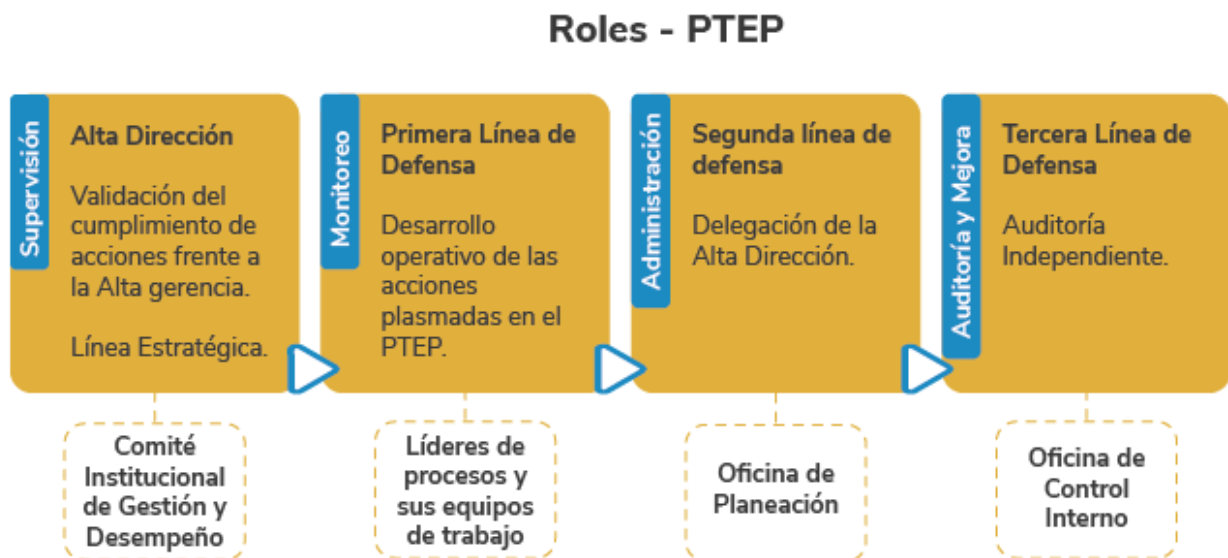 Roles - PTEP
Supervisión
Alta Dirección
Validación del
cumplimiento de
acciones frente a
la Alta gerencia.
Línea Estratégica.
Comité
Institucional
de Gestión y
Desempeño
Monitoreo
Primera Línea de
Defensa
Desarrollo
operativo de las
acciones
plasmadas en el
PTEP.
Líderes de
procesos y
sus equipos
de trabajo
Administración
Segunda línea de
defensa
Delegación de la
Alta Dirección.
Oficina de
Planeación
Auditoría y Mejora
Tercera Línea de
Defensa
Auditoría
Independiente.
Oficina de
Control
Interno